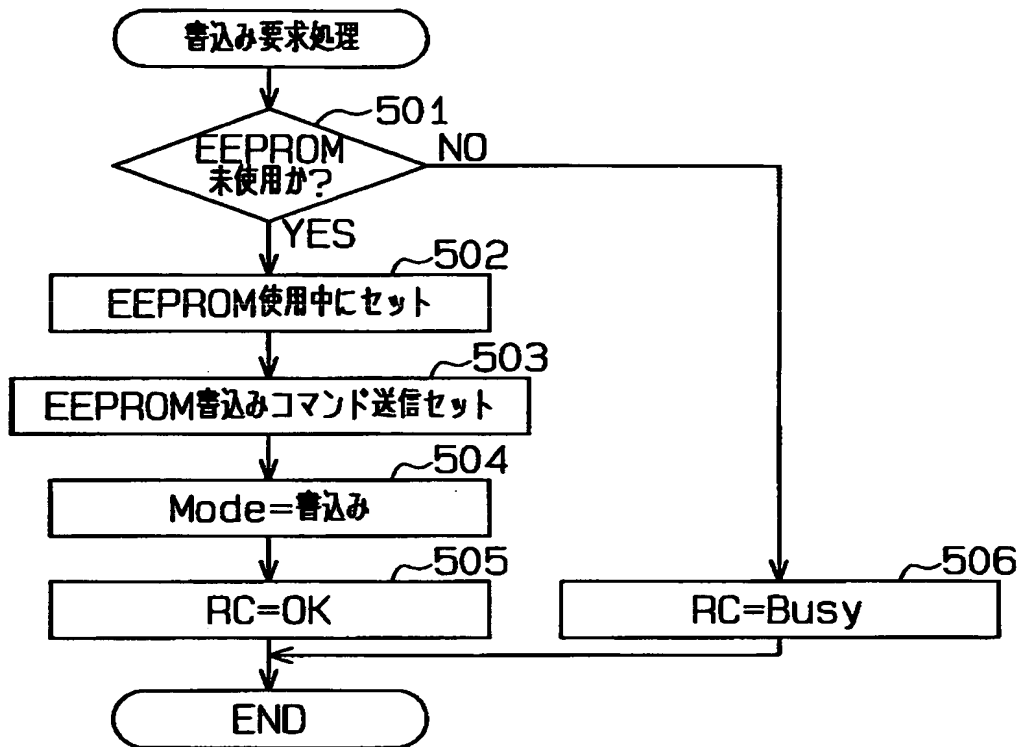 書込み要求処理
501
EEPROM
未使用か?
NO
YES
502
EEPROM使用中にセット
503
EEPROM書込みコマンド送信セット
504
Mode=書込み
505
RC=OK
506
RC=Busy
END